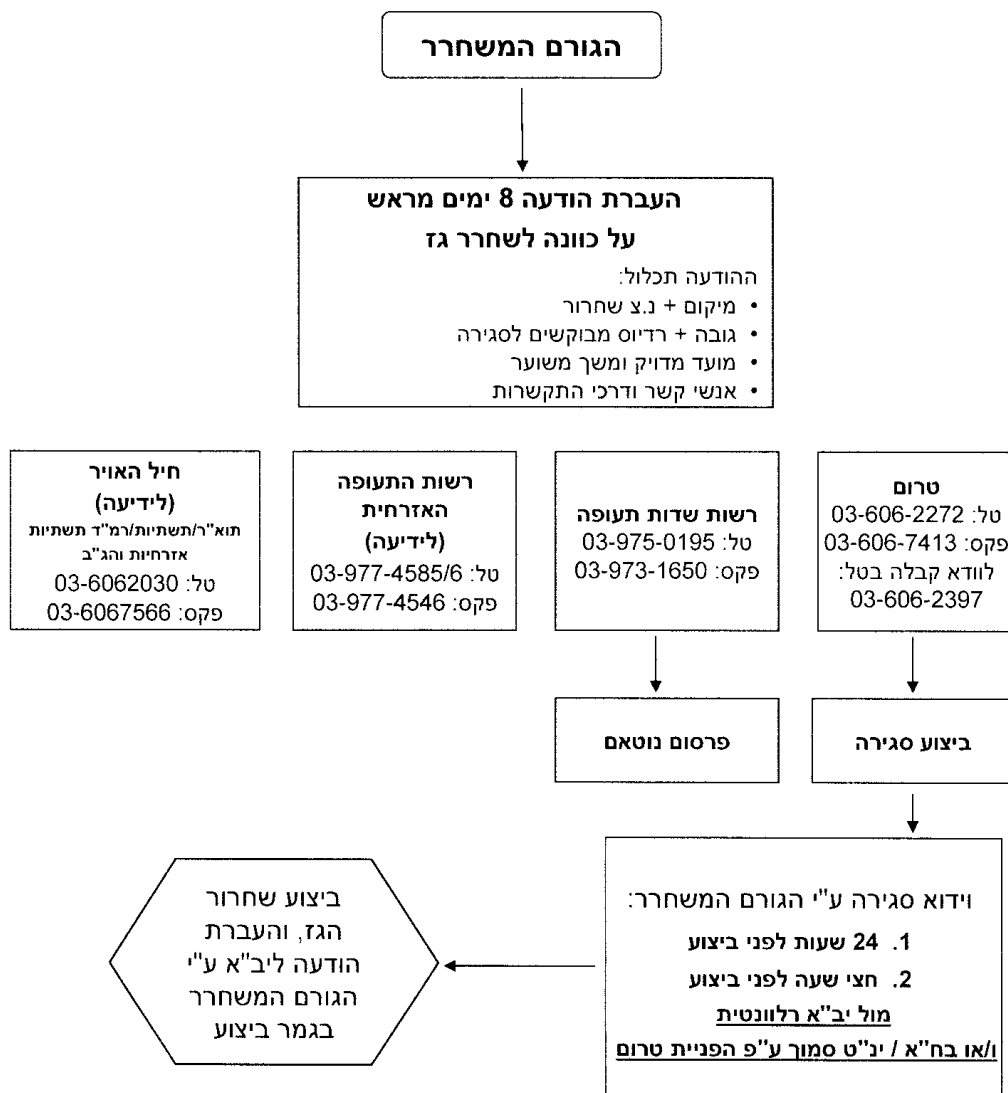 הגורם המשחרר
העברת הודעה 8 ימים מראש
על כוונה לשחרר גז
ההודעה תכלול:
• מיקום + נ.צ שחרור
• גובה + רדיוס מבוקשים לסגירה
• מועד מדויק ומשך משוער
• אנשי קשר ודרכי התקשרות
טרום
טל: 03-606-2272
פקס: 03-606-7413
לוודא קבלה בטל:
03-606-2397
רשות שדות תעופה
טל: 03-975-0195
פקס: 03-973-1650
רשות התעופה
האזרחית
(לידיעה)
טל: 03-977-4585/6
פקס: 03-977-4546
חיל האויר
(לידיעה)
תוא"ר/תשתיות/רמ"ד תשתיות
אזרחיות והג"ב
טל: 03-6062030
פקס: 03-6067566
ביצוע סגירה
פרסום נוטאם
וידוא סגירה ע"י הגורם המשחרר:
1. 24 שעות לפני ביצוע
2. חצי שעה לפני ביצוע
מול יב"א רלוונטית
ו/או בח"א / ינ"ט סמוך ע"פ הפניית טרום
ביצוע שחרור
הגז, והעברת
הודעה ליב"א ע"י
הגורם המשחרר
בגמר ביצוע